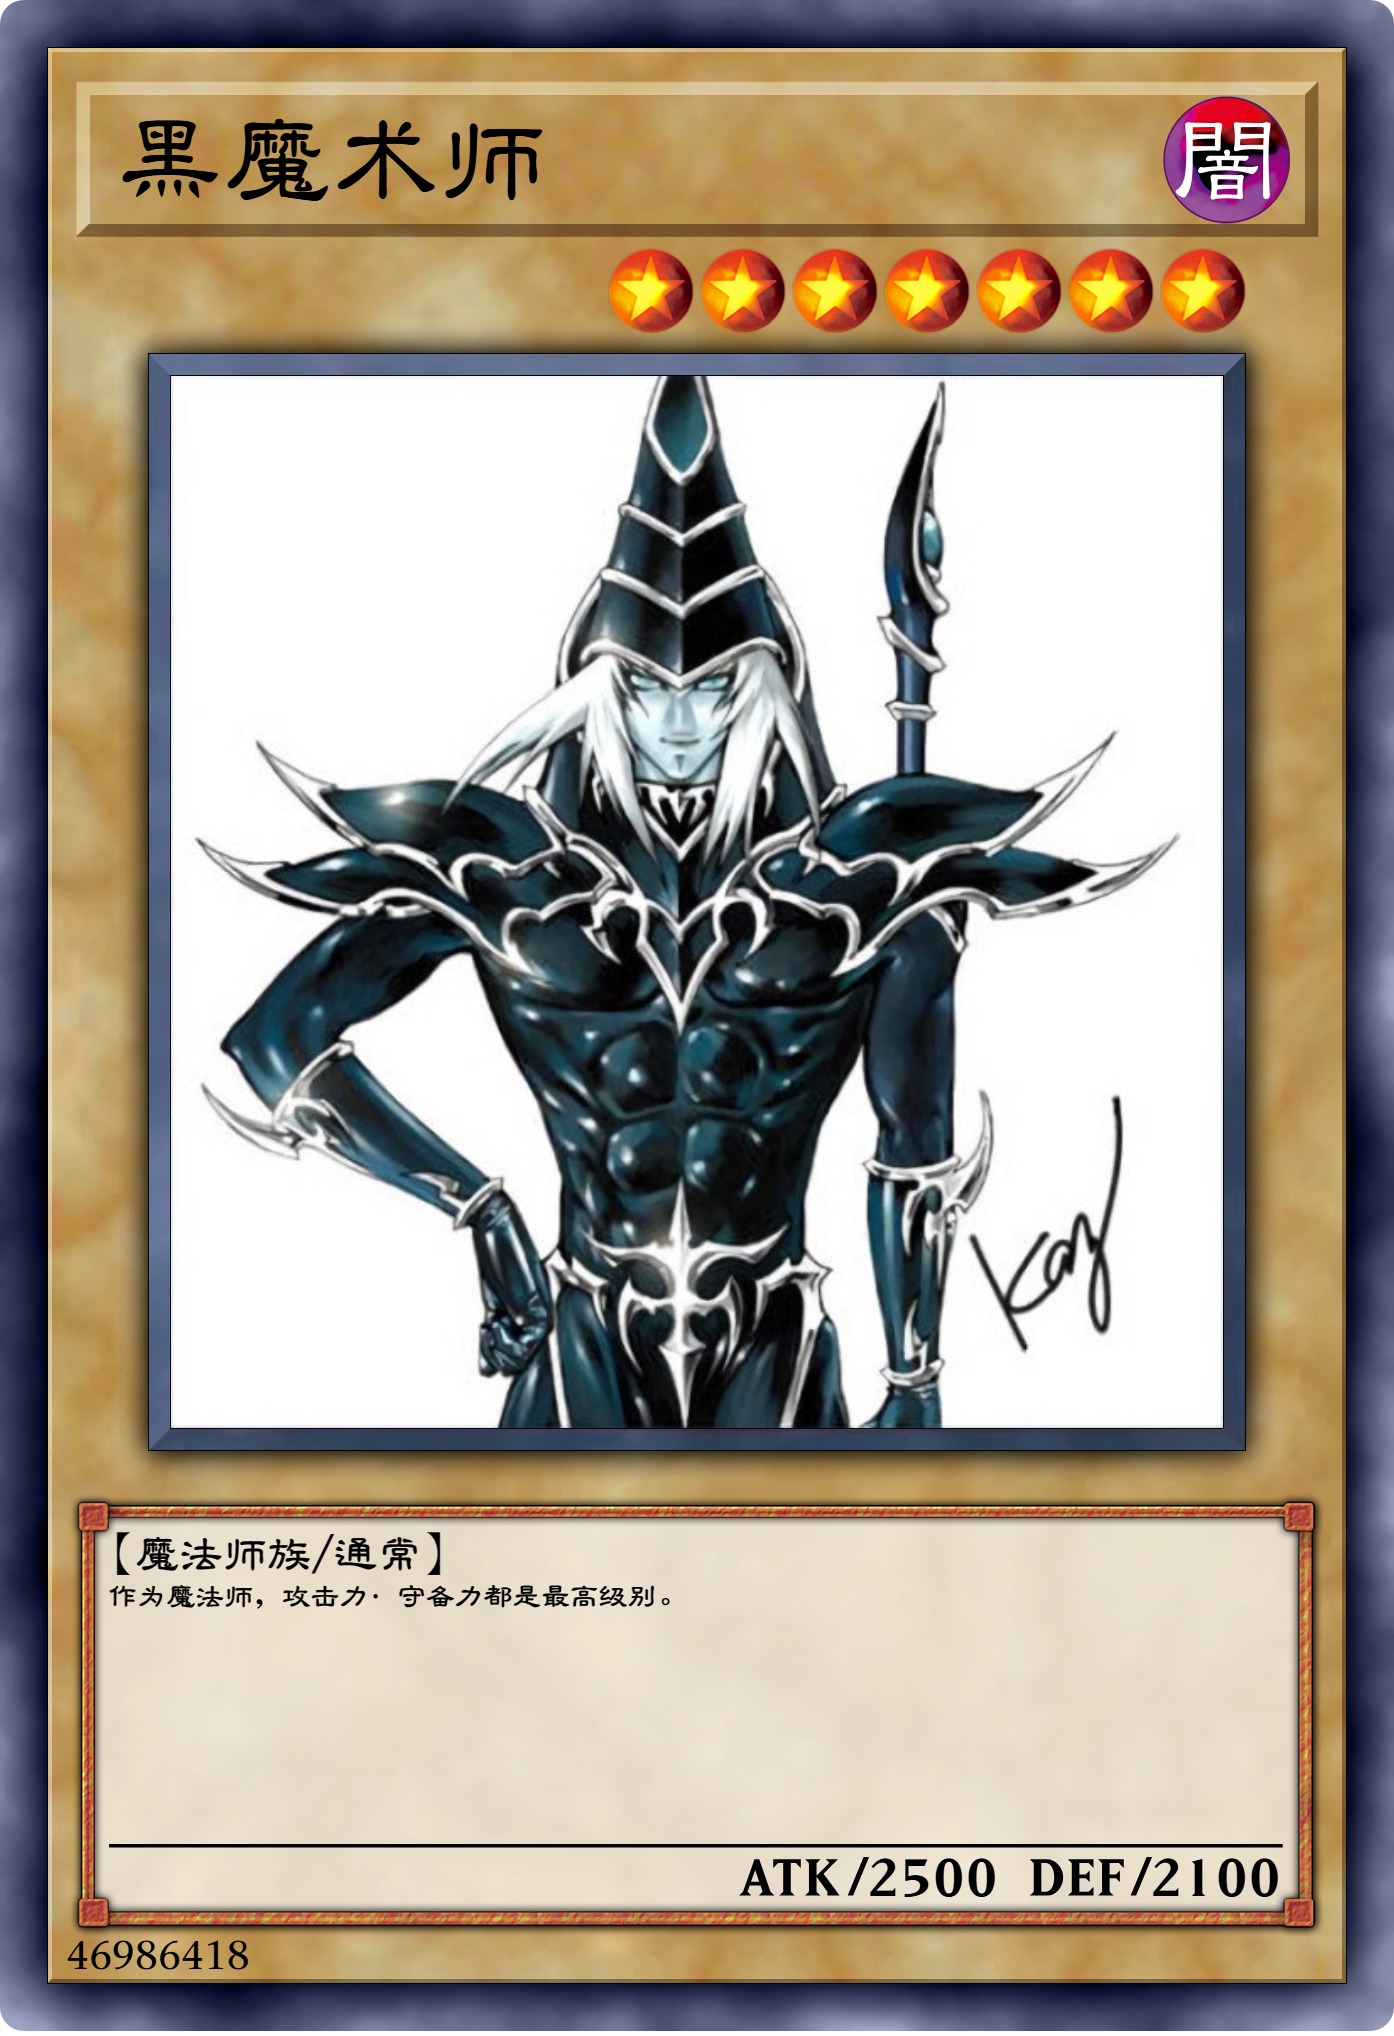 黑魔术师
闇
Kazy
【魔法师族/通常】
作为魔法师，攻击力·守备力都是最高级别。
ATK/2500 DEF/2100
46986418